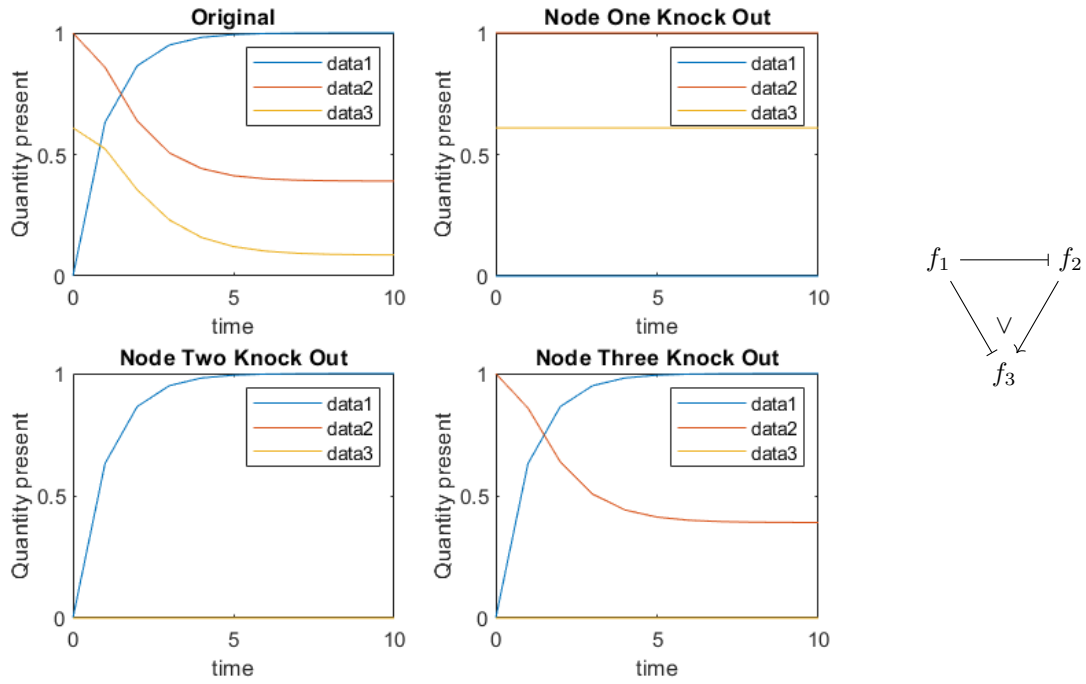 Original
Quantity present
1
0.5
0
0
5
10
time
data1
data2
data3
Node One Knock Out
Quantity present
1
0.5
0
0
5
10
time
data1
data2
data3
Node Two Knock Out
Quantity present
1
0.5
0
0
5
10
time
data1
data2
data3
Node Three Knock Out
Quantity present
1
0.5
0
0
5
10
time
data1
data2
data3
f₁ f₂
∨
f₃